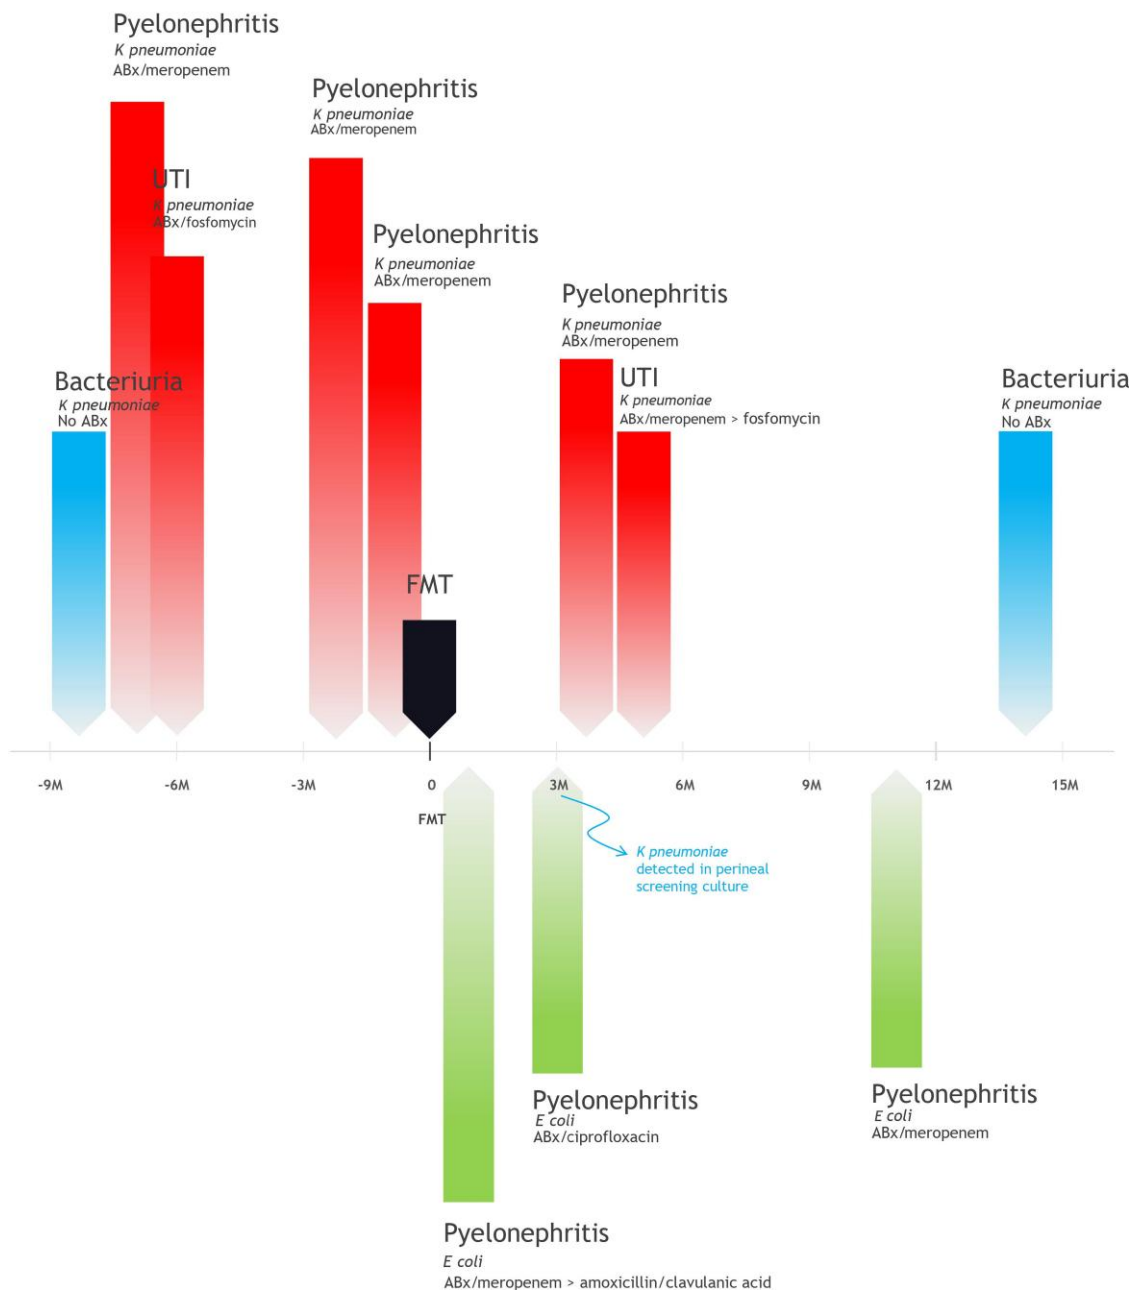 Pyelonephritis
K pneumoniae
ABx/meropenem
Pyelonephritis
K pneumoniae
ABx/meropenem
UTI
K pneumoniae
ABx/fosfomycin
Pyelonephritis
K pneumoniae
ABx/meropenem
Pyelonephritis
K pneumoniae
ABx/meropenem
UTI
K pneumoniae
ABx/meropenem > fosfomycin
Bacteriuria
K pneumoniae
No ABx
Bacteriuria
K pneumoniae
No ABx
FMT
-9M -6M -3M 0 3M 6M 9M 12M 15M
FMT
K pneumoniae
detected in perineal
screening culture
Pyelonephritis
E coli
ABx/ciprofloxacin
Pyelonephritis
E coli
ABx/meropenem
Pyelonephritis
E coli
ABx/meropenem > amoxicillin/clavulanic acid